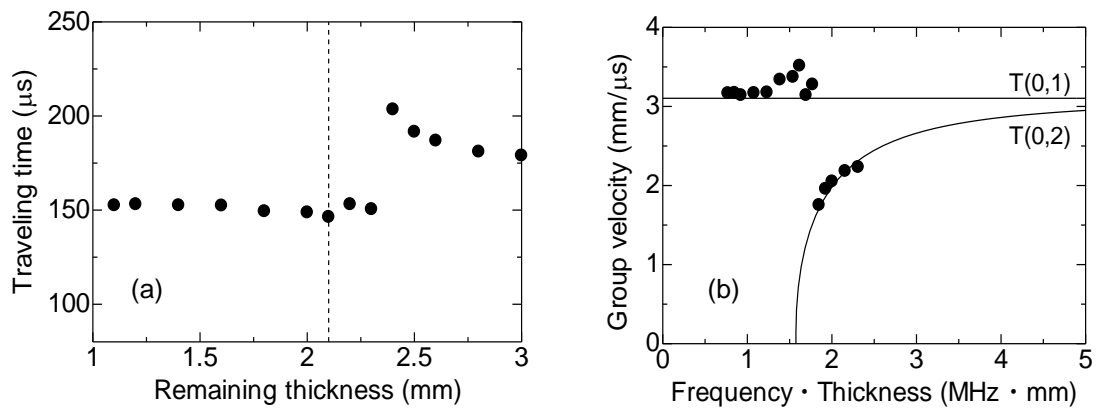 250
200
150
100
Traveling time (μs)
(a)
1
1.5
2
2.5
3
Remaining thickness (mm)
4
3
2
1
0
Group velocity (mm/μs)
T(0,1)
T(0,2)
(b)
0
1
2
3
4
5
Frequency・Thickness (MHz・mm)